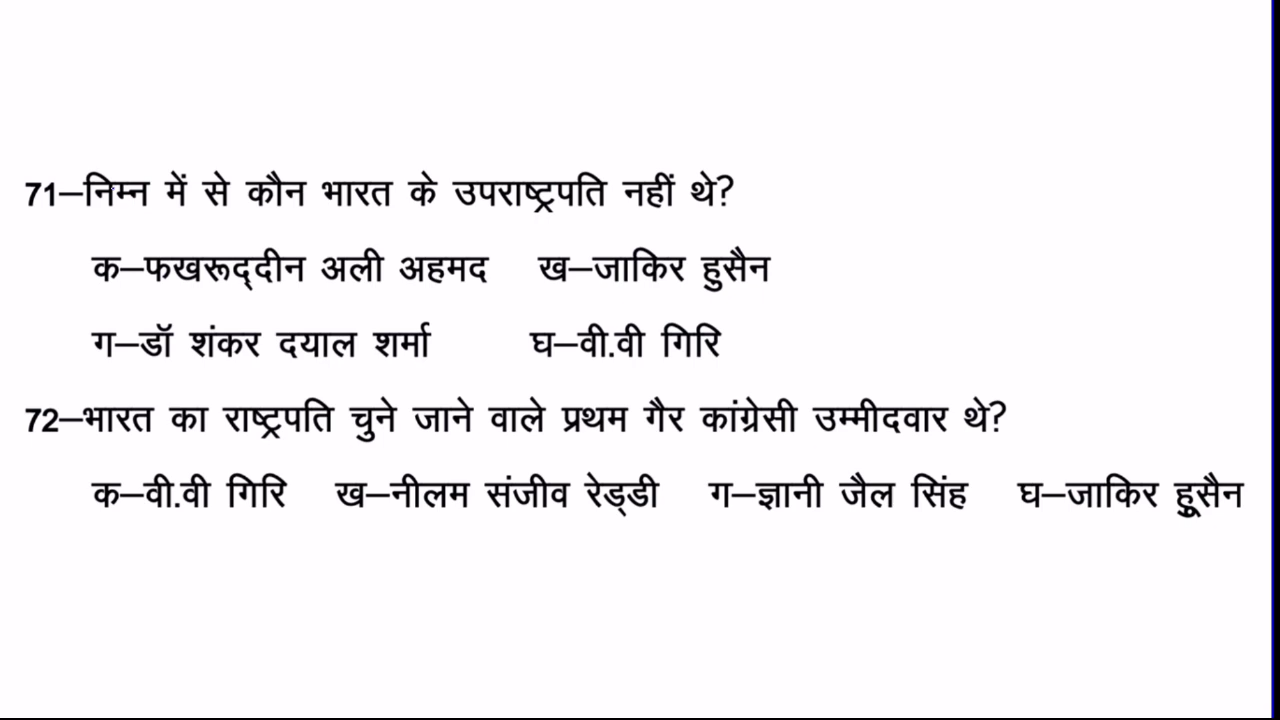 71–निम्न में से कौन भारत के उपराष्ट्रपति नहीं थे?
क–फखरूद्‌दीन अली अहमद ख–जाकिर हुसैन
ग–डॉ शंकर दयाल शर्मा घ–वी.वी गिरि
72–भारत का राष्ट्रपति चुने जाने वाले प्रथम गैर कांग्रेसी उम्मीदवार थे?
क–वी.वी गिरि ख–नीलम संजीव रेड्‌डी ग–ज्ञानी जैल सिंह घ–जाकिर हुूसैन